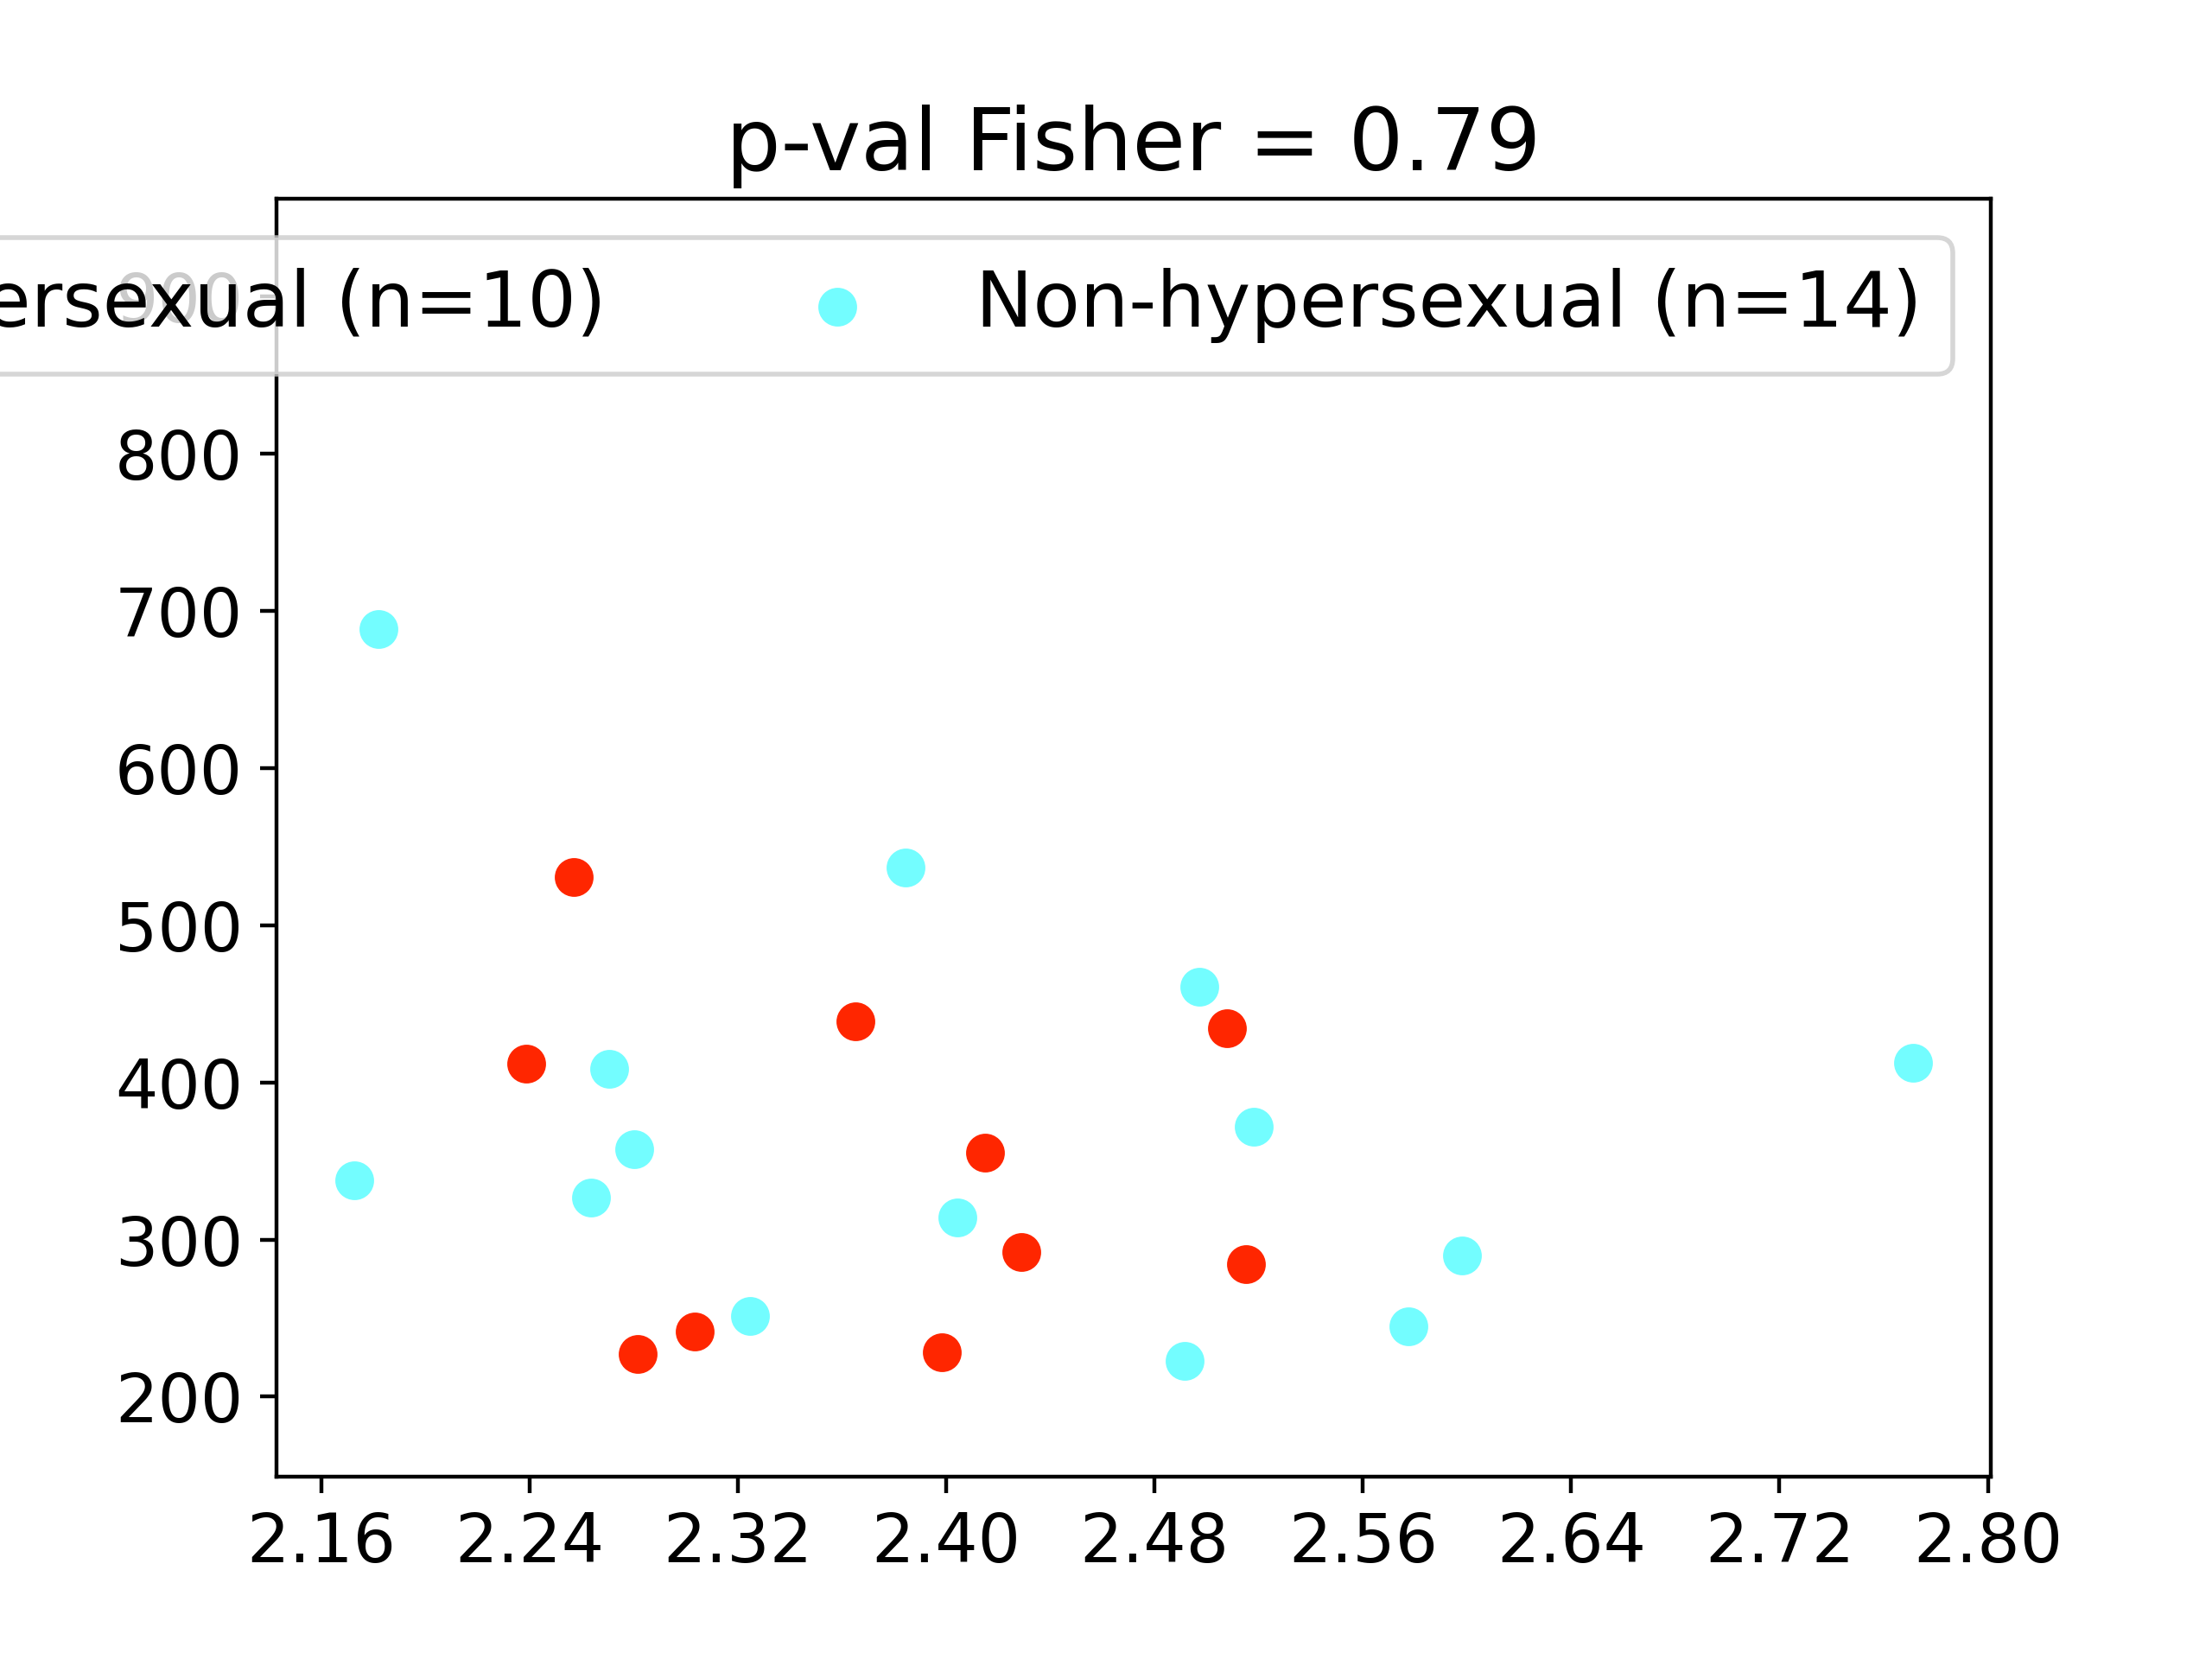 p-val Fisher = 0.79
ersexual (n=10) Non-hypersexual (n=14)
900
800
700
600
500
400
300
200
2.16 2.24 2.32 2.40 2.48 2.56 2.64 2.72 2.80